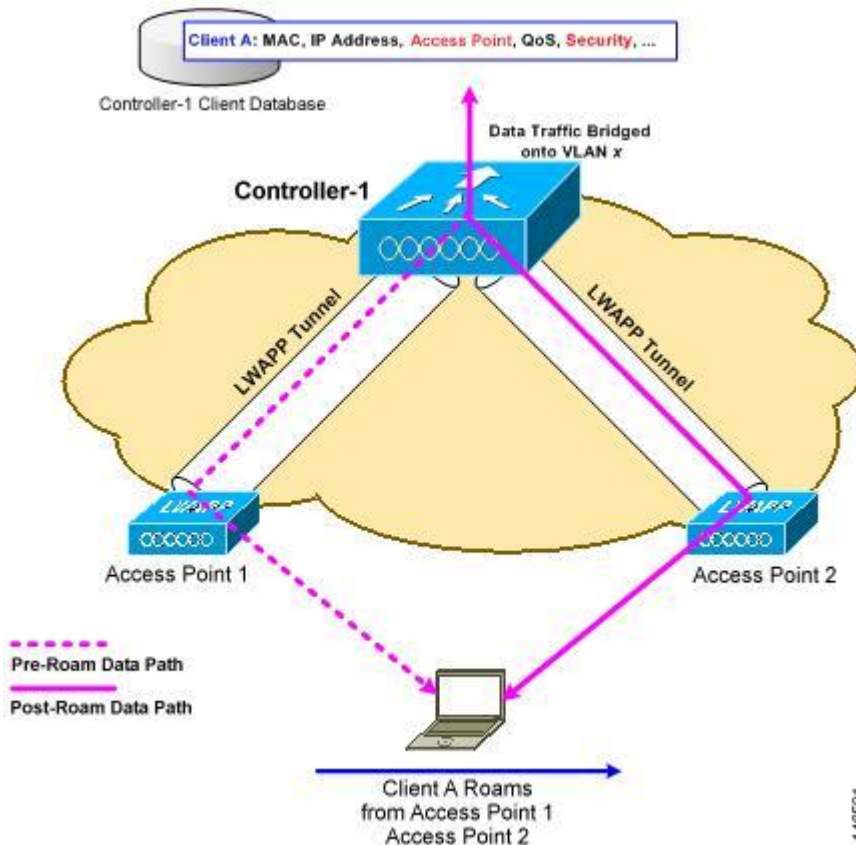 Client A: MAC, IP Address, Access Point, QoS, Security, ...
Controller-1 Client Database
Data Traffic Bridged
onto VLAN x
Controller-1
LWAPP Tunnel
LWAPP Tunnel
LWAPP
LWAPP
Access Point 1
Access Point 2
Pre-Roam Data Path
Post-Roam Data Path
Client A Roams
from Access Point 1
Access Point 2